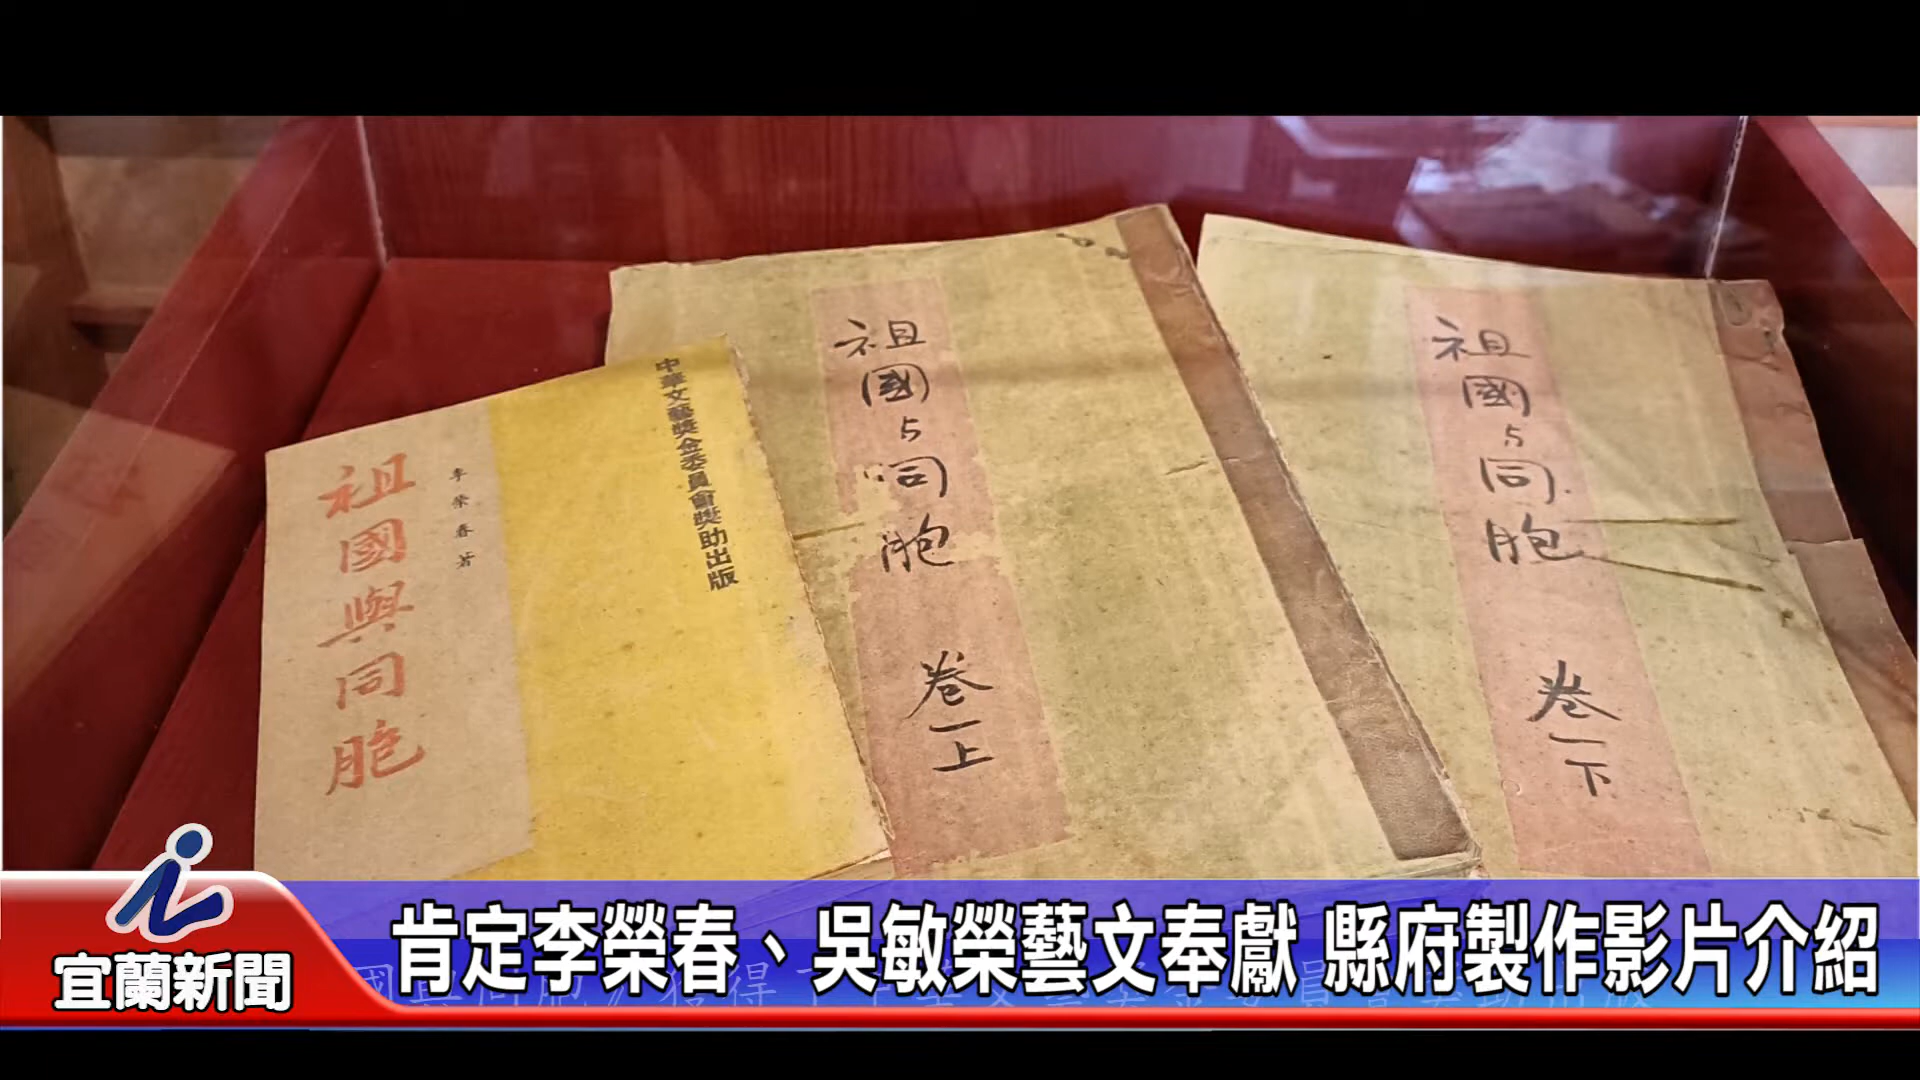 中華文藝獎金委員會獎助出版
李榮春著
祖國與同胞
祖國与同胞 卷一上
祖國与同胞 卷一下
肯定李榮春、吳敏榮藝文奉獻 縣府製作影片介紹
宜蘭新聞